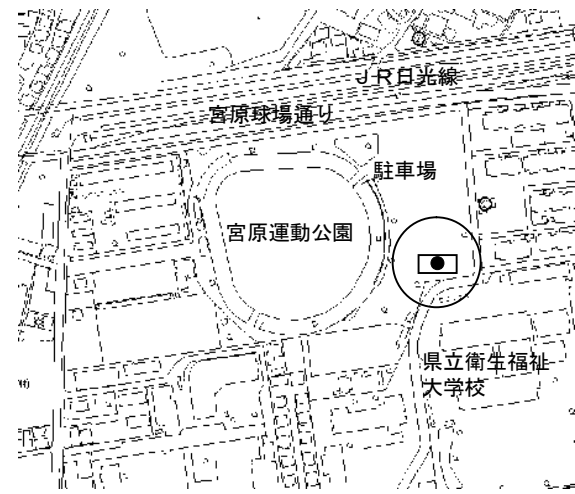 ＪＲ日光線
宮原球場通り
駐車場
宮原運動公園
県立衛生福祉
大学校